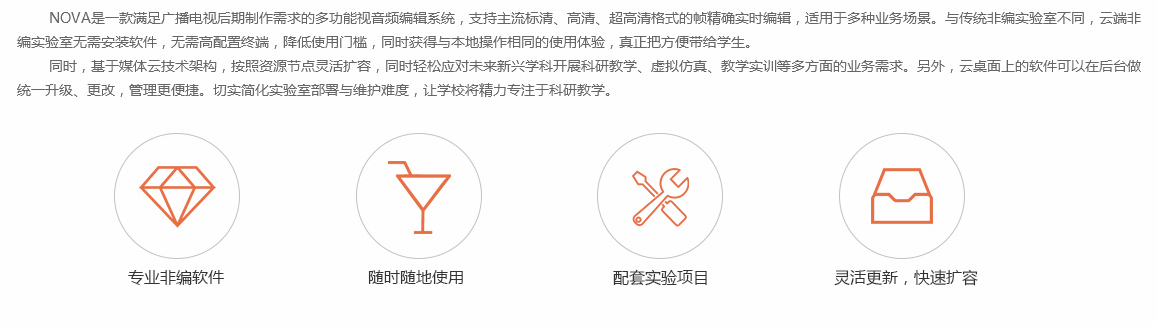 NOVA是一款满足广播电视后期制作需求的多功能视音频编辑系统，支持主流标清、高清、超高清格式的帧精确实时编辑，适用于多种业务场景。与传统非编实验室不同，云端非
编实验室无需安装软件，无需高配置终端，降低使用门槛，同时获得与本地操作相同的使用体验，真正把方便带给学生。
同时，基于媒体云技术架构，按照资源节点灵活扩容，同时轻松应对未来新兴学科开展科研教学、虚拟仿真、教学实训等多方面的业务需求。另外，云桌面上的软件可以在后台做
统一升级、更改，管理更便捷。切实简化实验室部署与维护难度，让学校将精力专注于科研教学。
专业非编软件
随时随地使用
配套实验项目
灵活更新，快速扩容